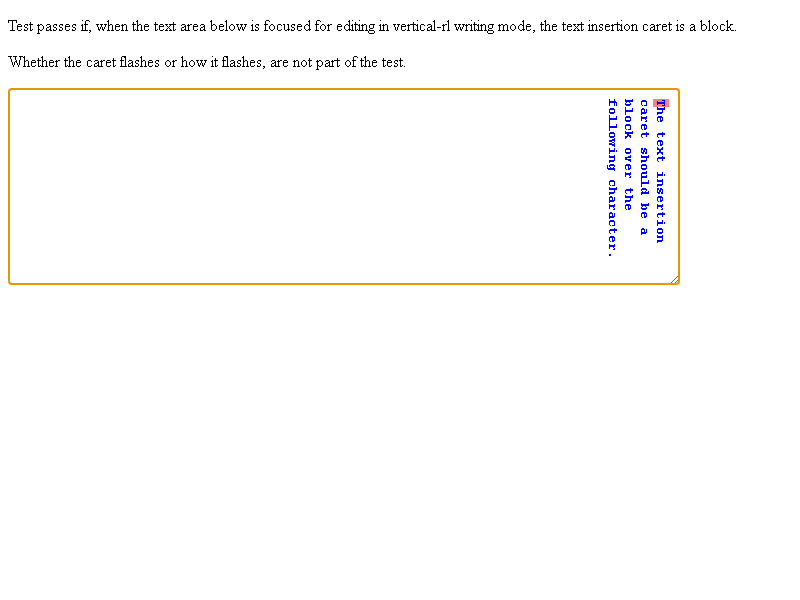 Test passes if, when the text area below is focused for editing in vertical-rl writing mode, the text insertion caret is a block.
Whether the caret flashes or how it flashes, are not part of the test.
The text insertion
caret should be a
block over the
following character.